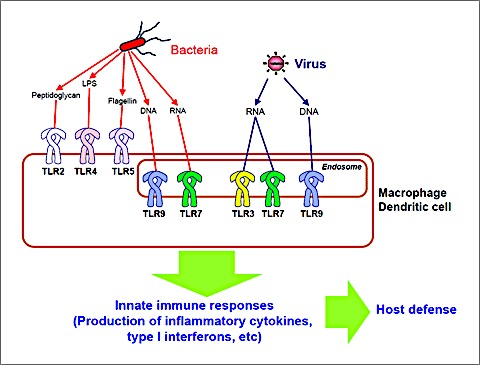 Bacteria
Virus
LPS
Peptidoglycan
Flagellin
DNA
RNA
RNA
DNA
TLR2
TLR4
TLR5
Endosome
TLR9
TLR7
TLR3
TLR7
TLR9
Macrophage
Dendritic cell
Innate immune responses
(Production of inflammatory cytokines,
type I interferons, etc)
Host defense